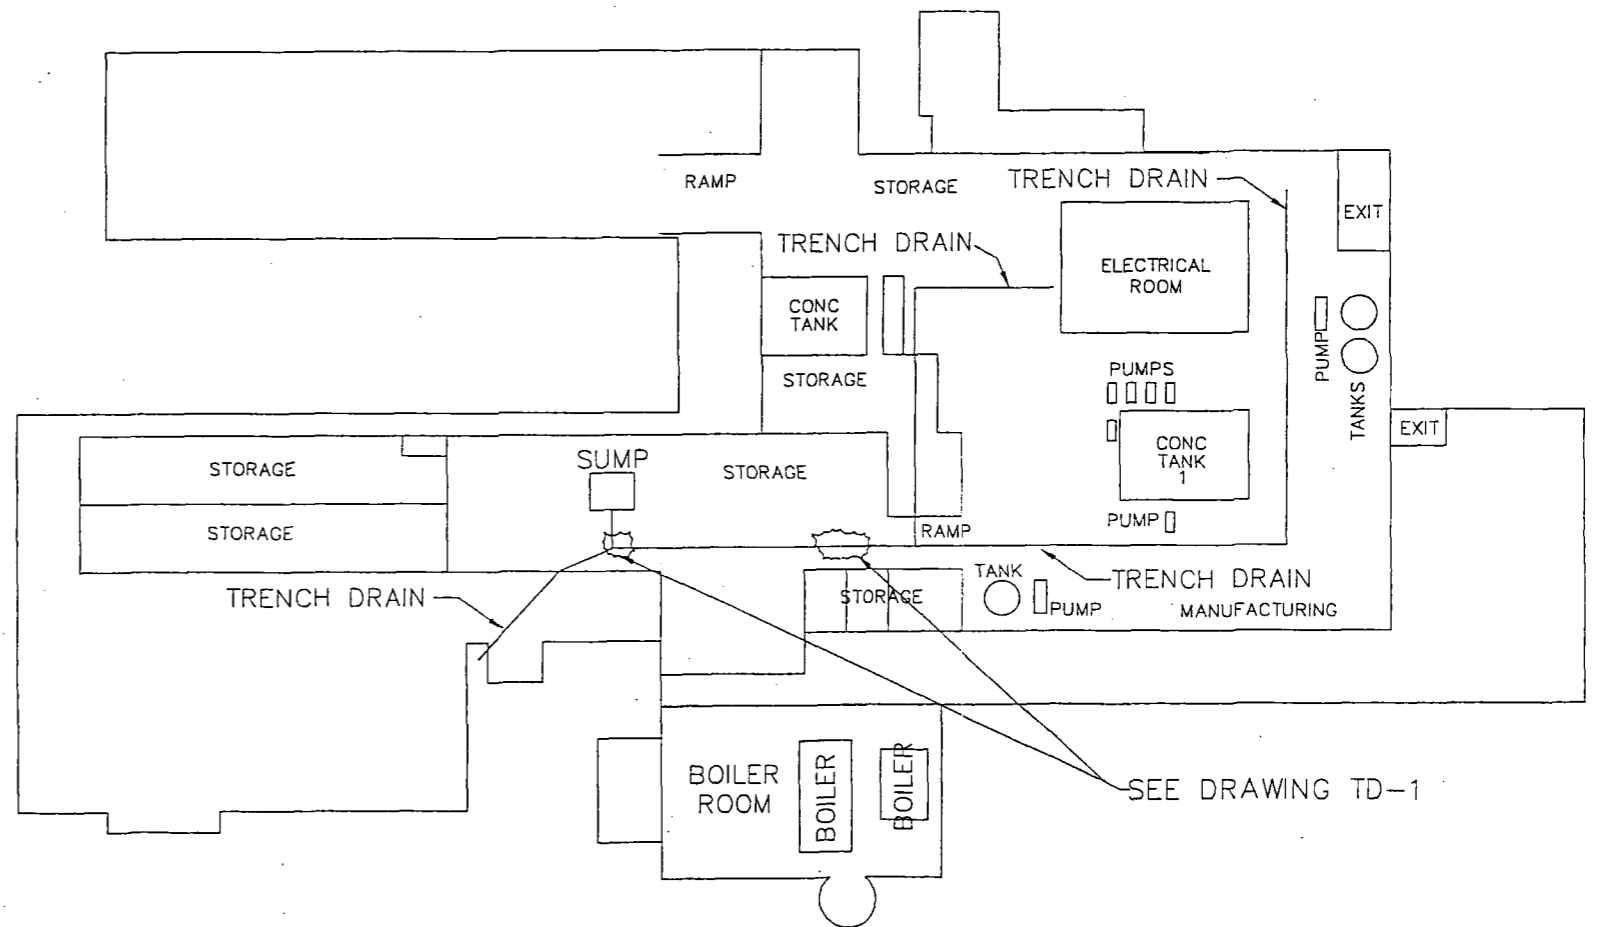 RAMP
STORAGE
TRENCH DRAIN
EXIT
TRENCH DRAIN
ELECTRICAL
ROOM
CONC
TANK
PUMP
TANKS
STORAGE
PUMPS
EXIT
CONC
TANK
1
STORAGE
SUMP
STORAGE
STORAGE
PUMP
RAMP
TRENCH DRAIN
TANK
PUMP
TRENCH DRAIN
STORAGE
MANUFACTURING
BOILER
ROOM
BOILER
BOILER
SEE DRAWING TD-1